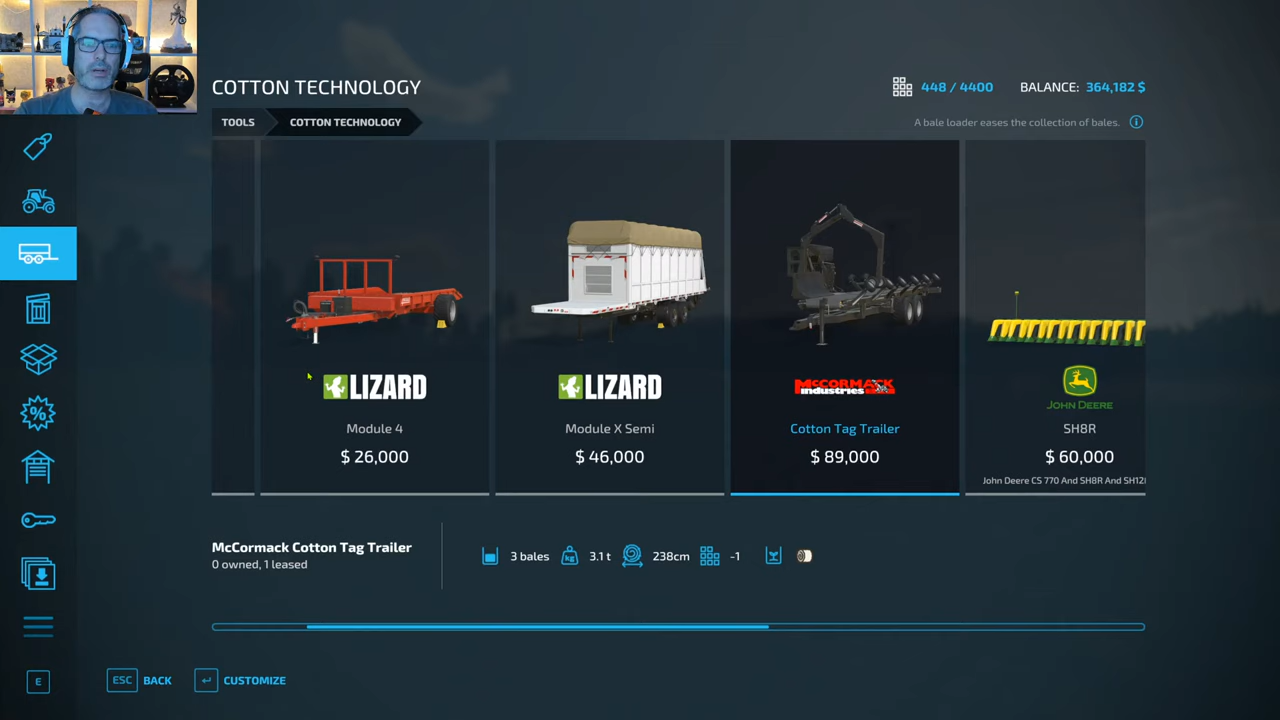 COTTON TECHNOLOGY
448 / 4400
BALANCE: 364,182 $
TOOLS
COTTON TECHNOLOGY
A bale loader eases the collection of bales.
LIZARD
Module 4
$ 26,000
LIZARD
Module X Semi
$ 46,000
McCORMACK
industries
Cotton Tag Trailer
$ 89,000
JOHN DEERE
SH8R
$ 60,000
John Deere CS 770 And SH8R And SH12
McCormack Cotton Tag Trailer
0 owned, 1 leased
3 bales
3.1 t
238cm
-1
E
ESC BACK
CUSTOMIZE